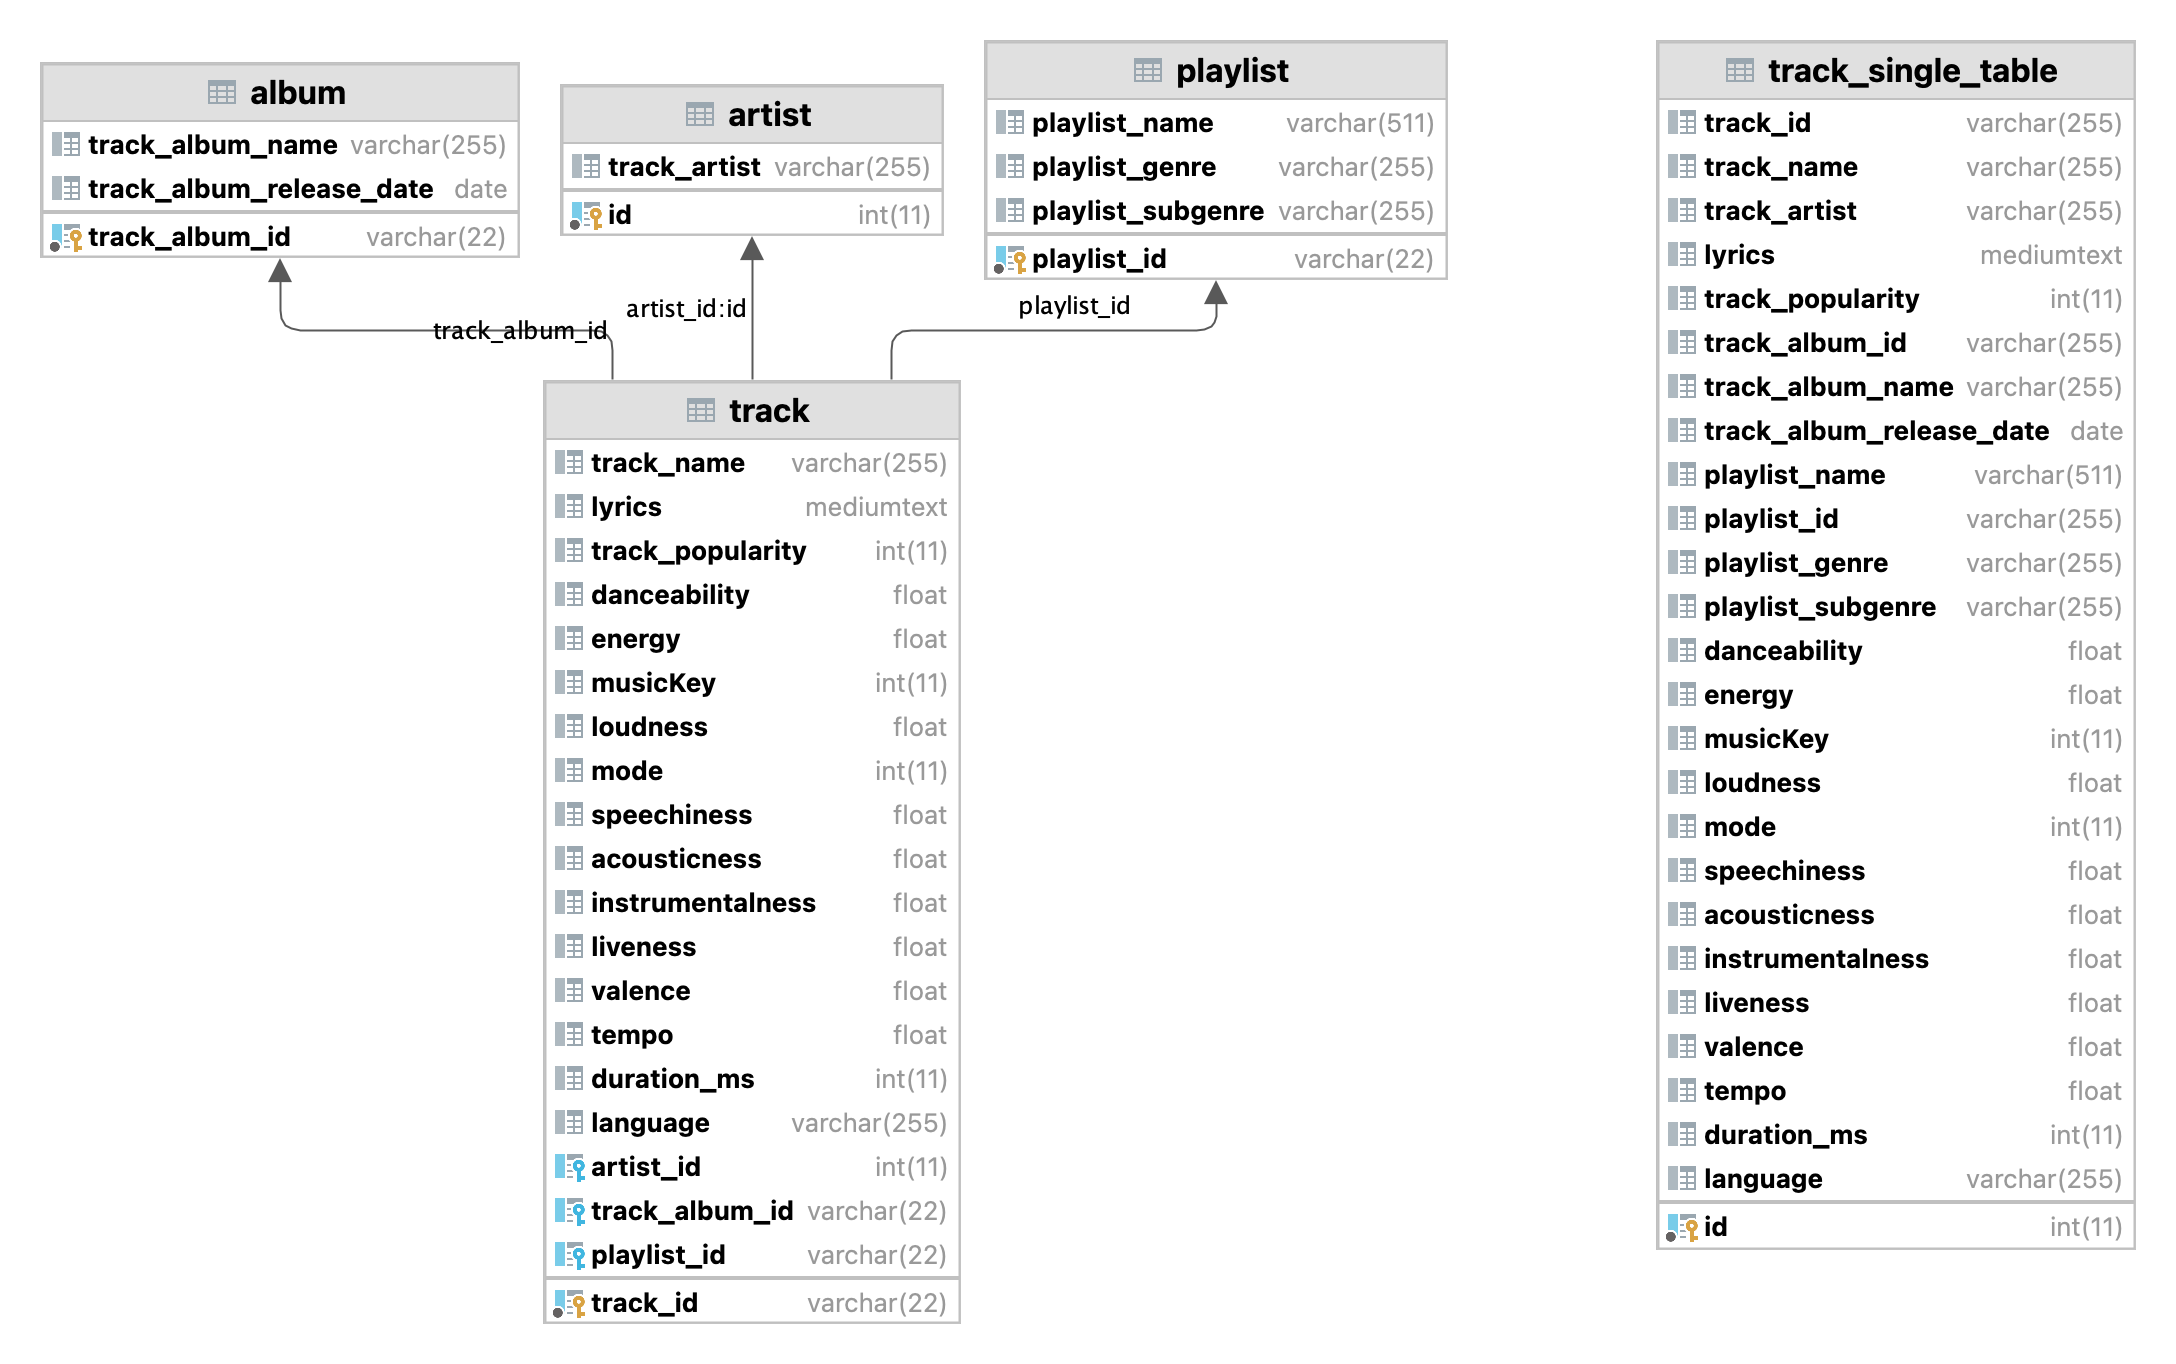 album
track_album_name varchar(255)
track_album_release_date date
track_album_id varchar(22)
artist
track_artist varchar(255)
id int(11)
playlist
playlist_name varchar(511)
playlist_genre varchar(255)
playlist_subgenre varchar(255)
playlist_id varchar(22)
track_album_id
artist_id:id
playlist_id
track
track_name varchar(255)
lyrics mediumtext
track_popularity int(11)
danceability float
energy float
musicKey int(11)
loudness float
mode int(11)
speechiness float
acousticness float
instrumentalness float
liveness float
valence float
tempo float
duration_ms int(11)
language varchar(255)
artist_id int(11)
track_album_id varchar(22)
playlist_id varchar(22)
track_id varchar(22)
track_single_table
track_id varchar(255)
track_name varchar(255)
track_artist varchar(255)
lyrics mediumtext
track_popularity int(11)
track_album_id varchar(255)
track_album_name varchar(255)
track_album_release_date date
playlist_name varchar(511)
playlist_id varchar(255)
playlist_genre varchar(255)
playlist_subgenre varchar(255)
danceability float
energy float
musicKey int(11)
loudness float
mode int(11)
speechiness float
acousticness float
instrumentalness float
liveness float
valence float
tempo float
duration_ms int(11)
language varchar(255)
id int(11)